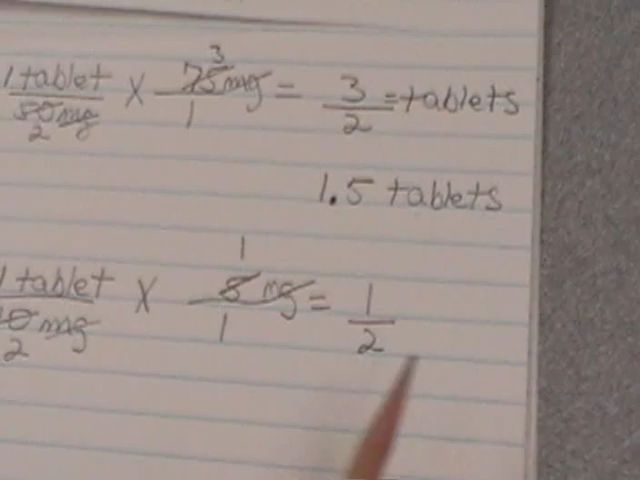 1 tablet / 50 mg 2 × 75 mg 3 / 1 = 3 / 2 = tablets
1.5 tablets
1 tablet / 10 mg 2 × 5 mg 1 / 1 = 1 / 2